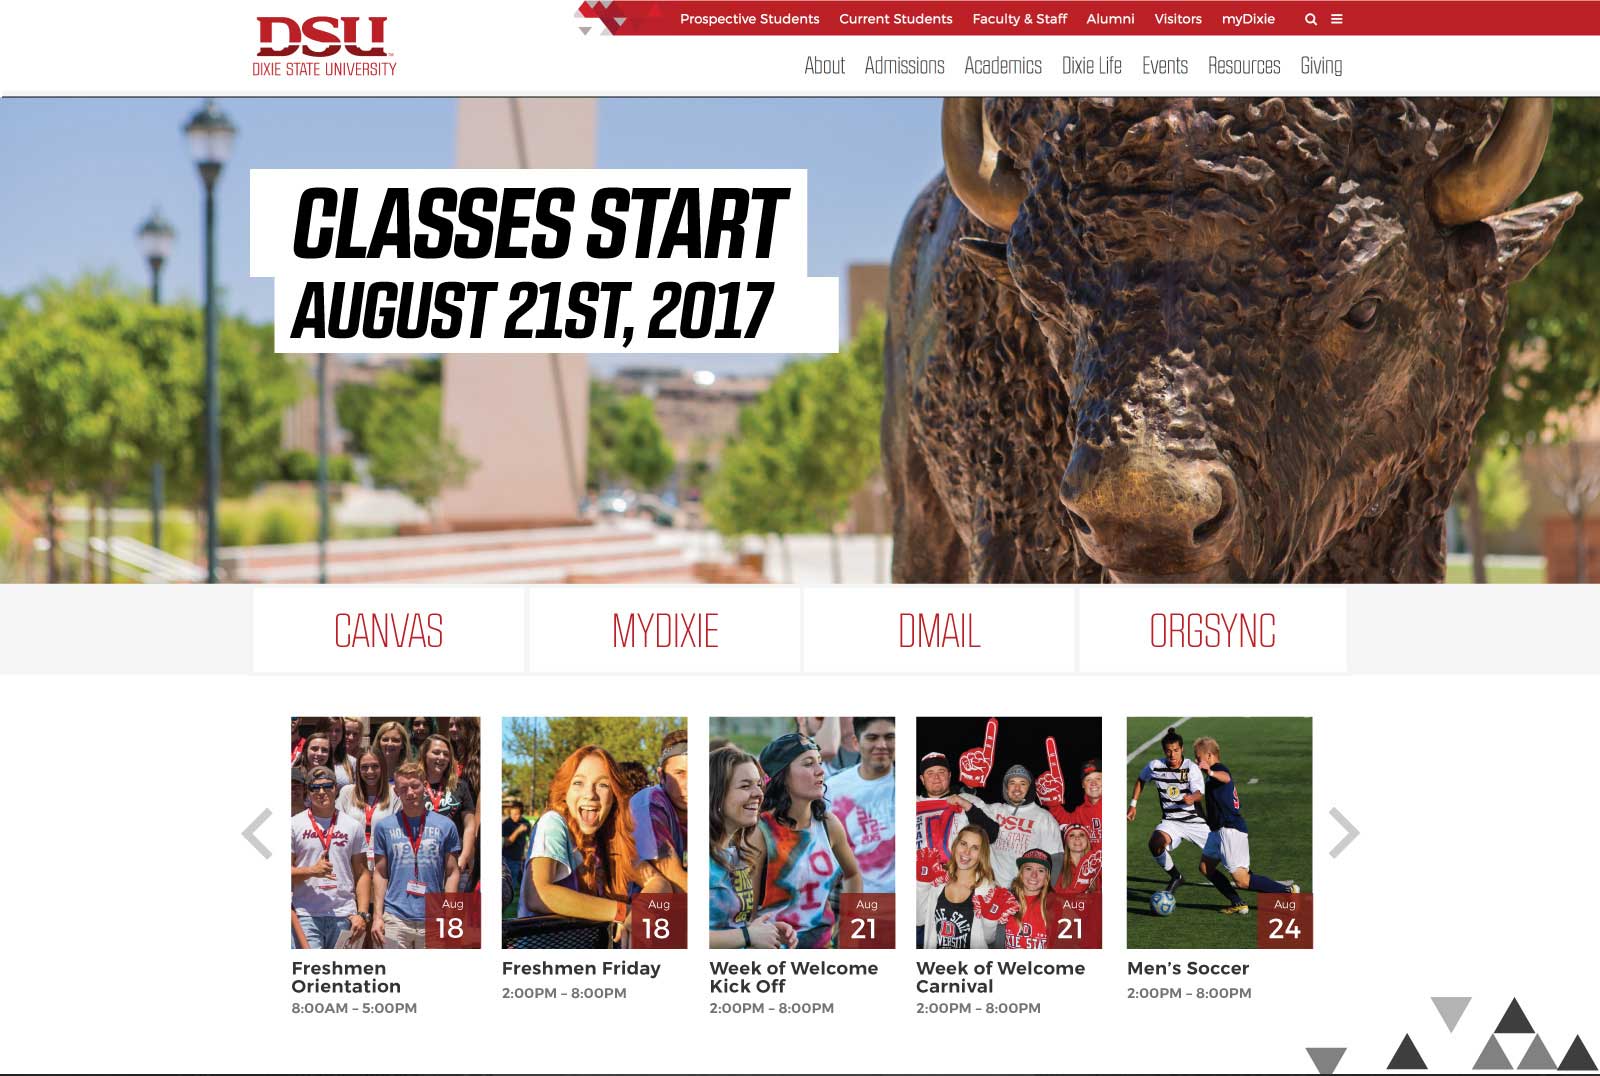 DSU
DIXIE STATE UNIVERSITY
Prospective Students Current Students Faculty & Staff Alumni Visitors myDixie
About Admissions Academics Dixie Life Events Resources Giving
CLASSES START
AUGUST 21ST, 2017
CANVAS MYDIXIE DMAIL ORGSYNC
Aug
18
Freshmen
Orientation
8:00AM – 5:00PM
Aug
18
Freshmen Friday
2:00PM – 8:00PM
Aug
21
Week of Welcome
Kick Off
2:00PM – 8:00PM
DSU
Aug
21
Week of Welcome
Carnival
2:00PM – 8:00PM
Aug
24
Men's Soccer
2:00PM – 8:00PM